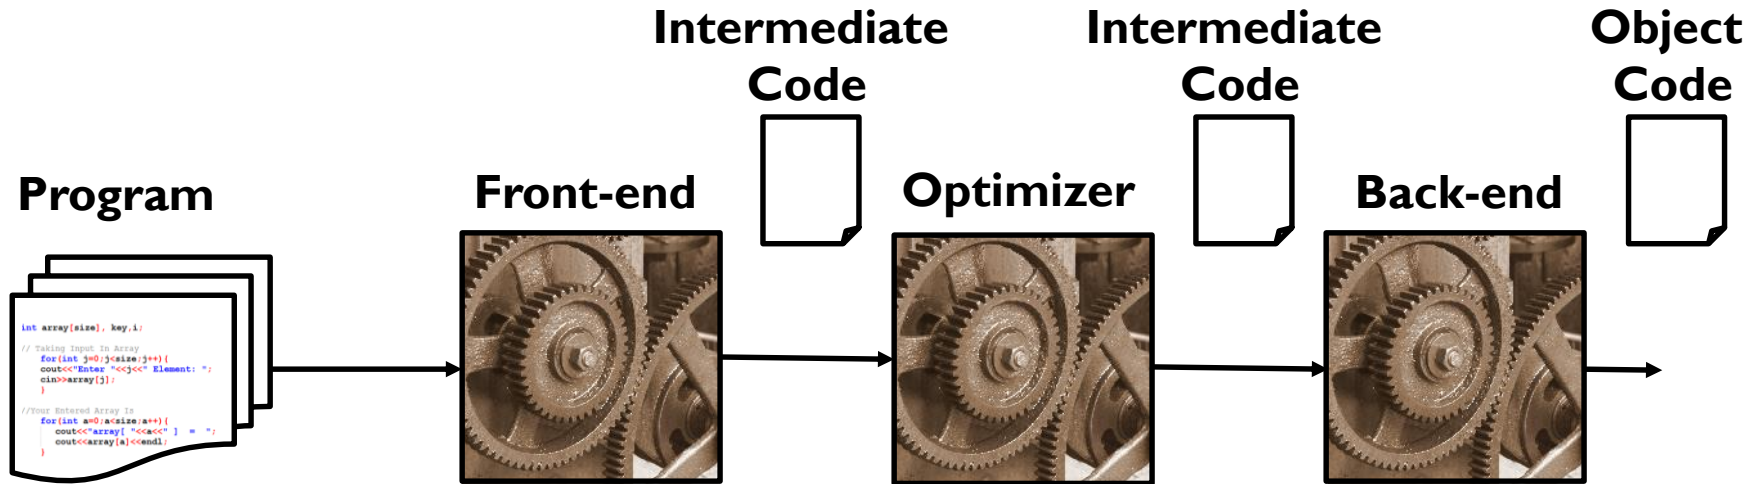 Intermediate
Code
Intermediate
Code
Object
Code
Program
Front-end
Optimizer
Back-end
int array[size], key,i;
// Taking Input In Array
for(int j=0;j<size;j++){
cout<<"Enter "<<j<<" Element: ";
cin>>array[j];
}
//Your Entered Array Is
for(int a=0;a<size;a++){
cout<<"array[ "<<a<<" ]  =  ";
cout<<array[a]<<endl;
}